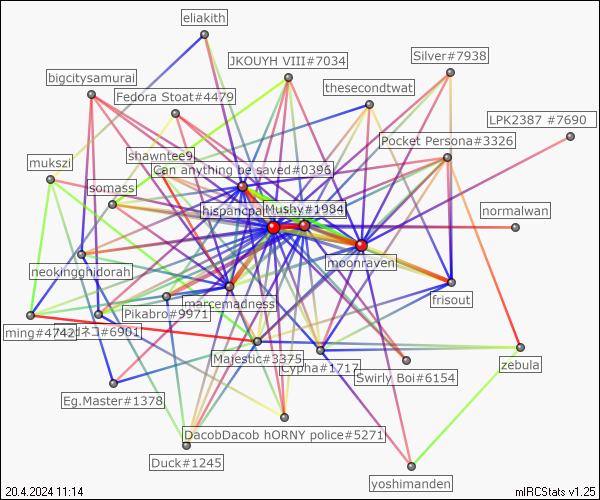 eliakith
JKOUYH VIII#7034
Silver#7938
bigcitysamurai
thesecondtwat
Fedora Stoat#4479
LPK2387 #7690
Pocket Persona#3326
shawntee9
mukszi
Can anything be saved#0396
somass
hispancpa
Mushy#1984
normalwan
moonraven
neokingghidorah
frisout
marcemadness
Pikabro#9971
ming#4742
#6901
Majestic#3375
Cypha#1717
zebula
Swirly Boi#6154
Eg.Master#1378
DacobDacob hORNY police#5271
Duck#1245
yoshimanden
20.4.2024 11:14
mIRCStats v1.25